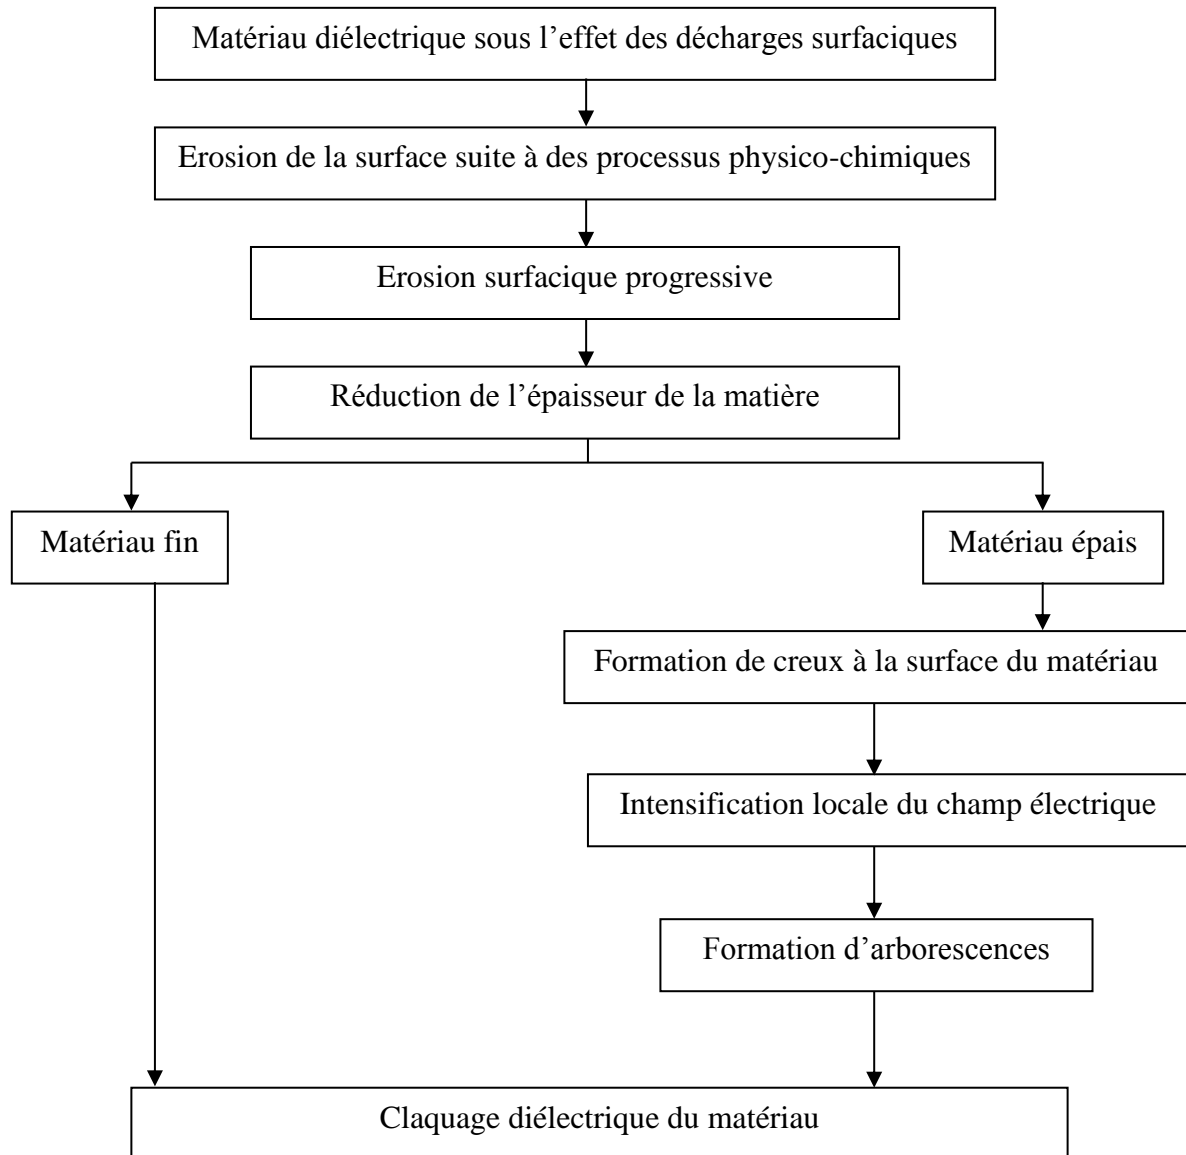 Matériau diélectrique sous l’effet des décharges surfaciques
Erosion de la surface suite à des processus physico-chimiques
Erosion surfacique progressive
Réduction de l’épaisseur de la matière
Matériau fin
Matériau épais
Formation de creux à la surface du matériau
Intensification locale du champ électrique
Formation d’arborescences
Claquage diélectrique du matériau